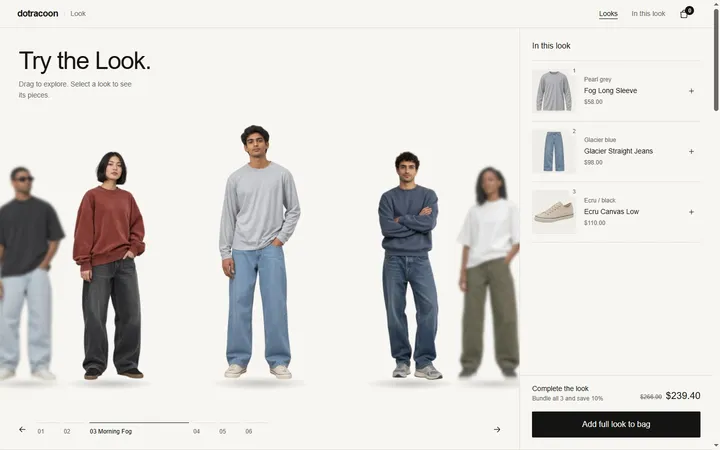 dotracoon / Look
Looks
In this look
0
Try the Look.
Drag to explore. Select a look to see
its pieces.
In this look
1
Pearl grey
Fog Long Sleeve
$58.00
+
2
Glacier blue
Glacier Straight Jeans
$98.00
+
3
Ecru / black
Ecru Canvas Low
$110.00
+
01
02
03 Morning Fog
04
05
06
Complete the look
Bundle all 3 and save 10%
$266.00 $239.40
Add full look to bag